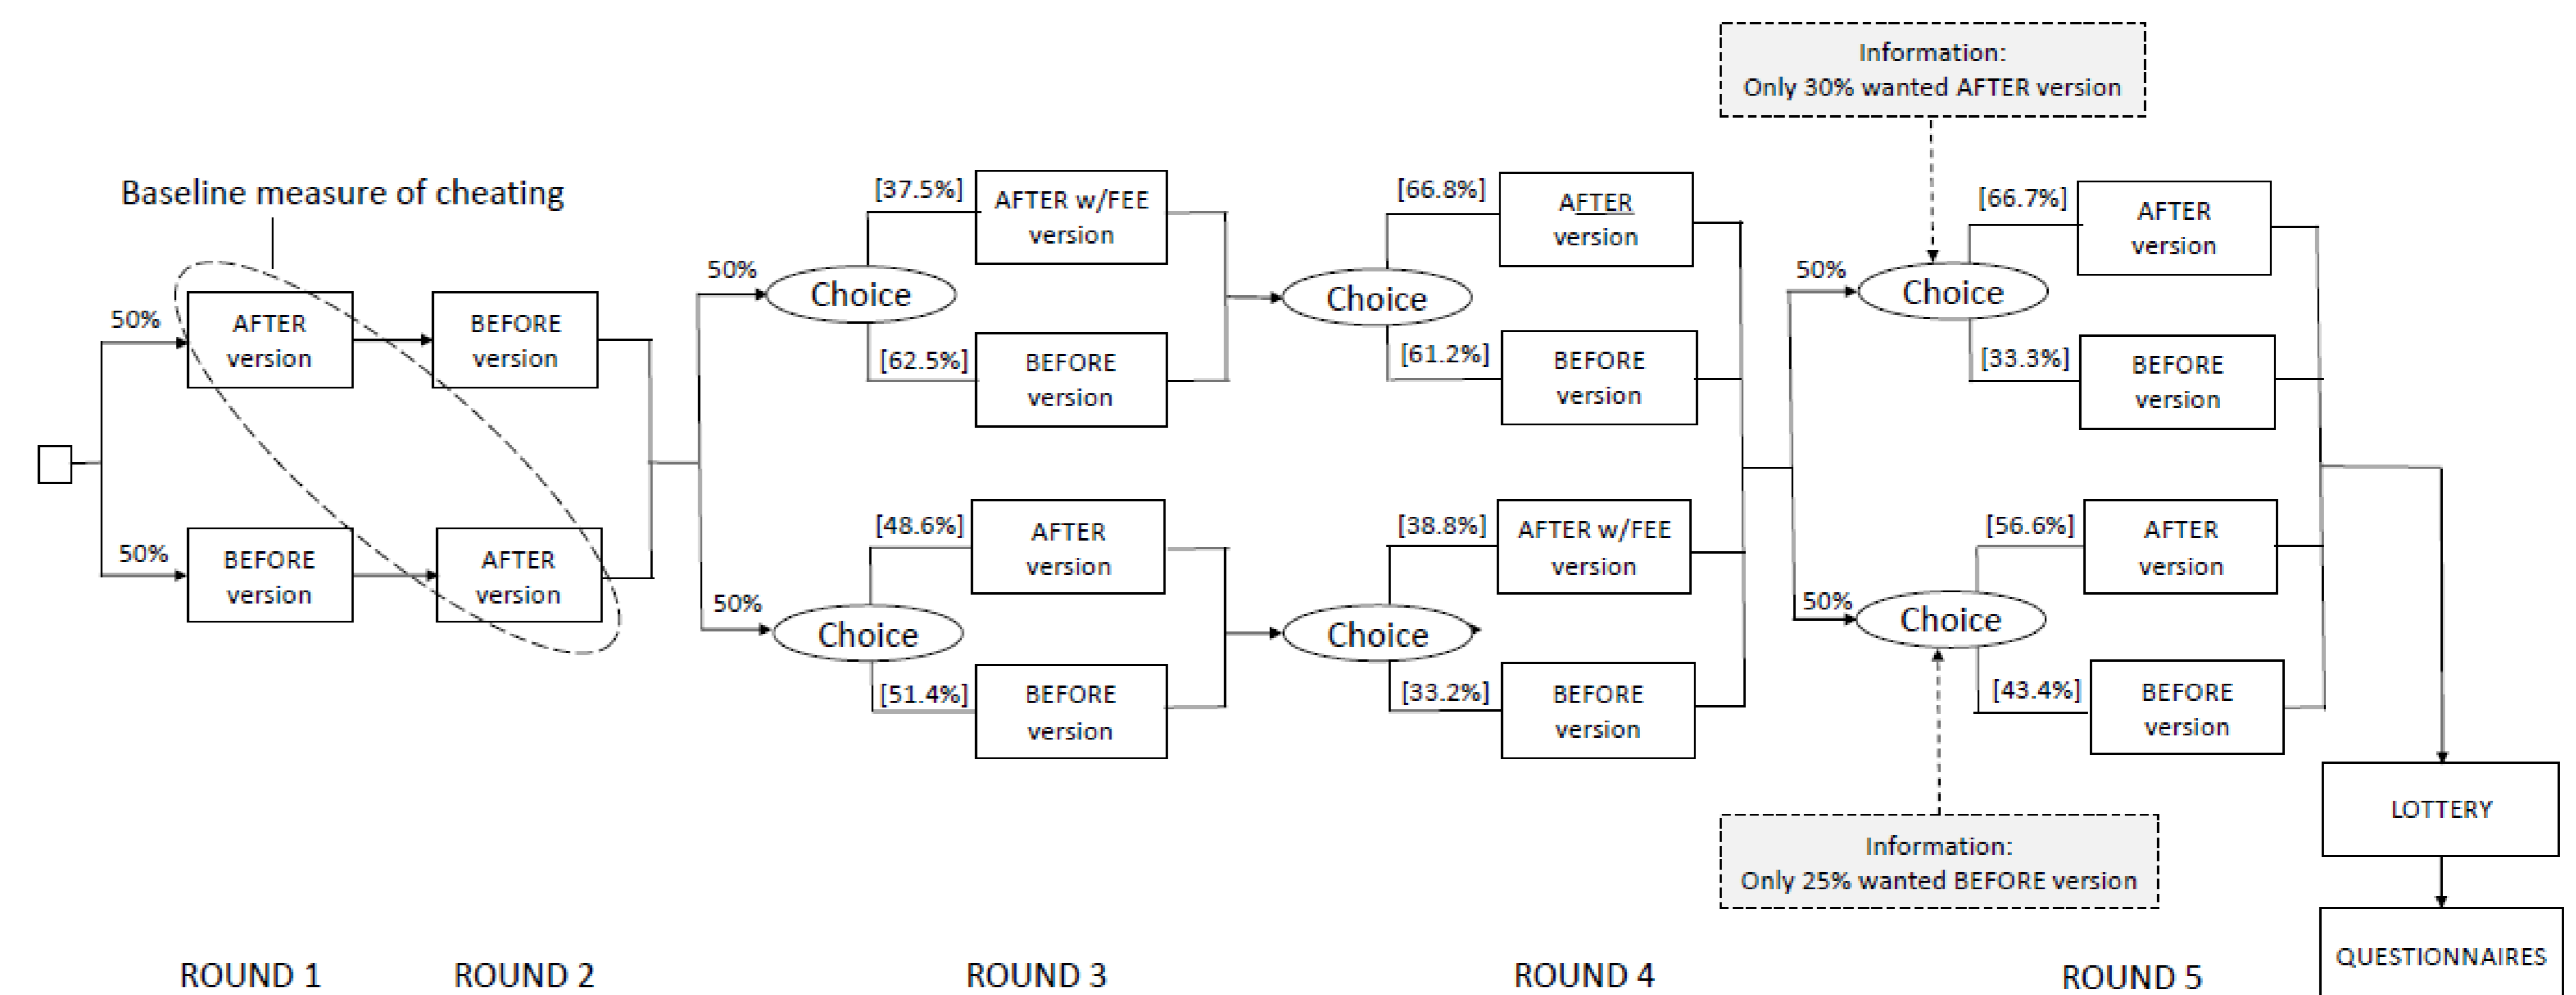 Information:
Only 30% wanted AFTER version
Baseline measure of cheating
50%
AFTER
version
BEFORE
version
50%
BEFORE
version
AFTER
version
50%
Choice
[37.5%]
AFTER w/FEE
version
[62.5%]
BEFORE
version
50%
Choice
[48.6%]
AFTER
version
[51.4%]
BEFORE
version
Choice
[66.8%]
AFTER
version
[61.2%]
BEFORE
version
Choice
[38.8%]
AFTER w/FEE
version
[33.2%]
BEFORE
version
50%
Choice
[66.7%]
AFTER
version
[33.3%]
BEFORE
version
50%
Choice
[56.6%]
AFTER
version
[43.4%]
BEFORE
version
Information:
Only 25% wanted BEFORE version
LOTTERY
QUESTIONNAIRES
ROUND 1
ROUND 2
ROUND 3
ROUND 4
ROUND 5